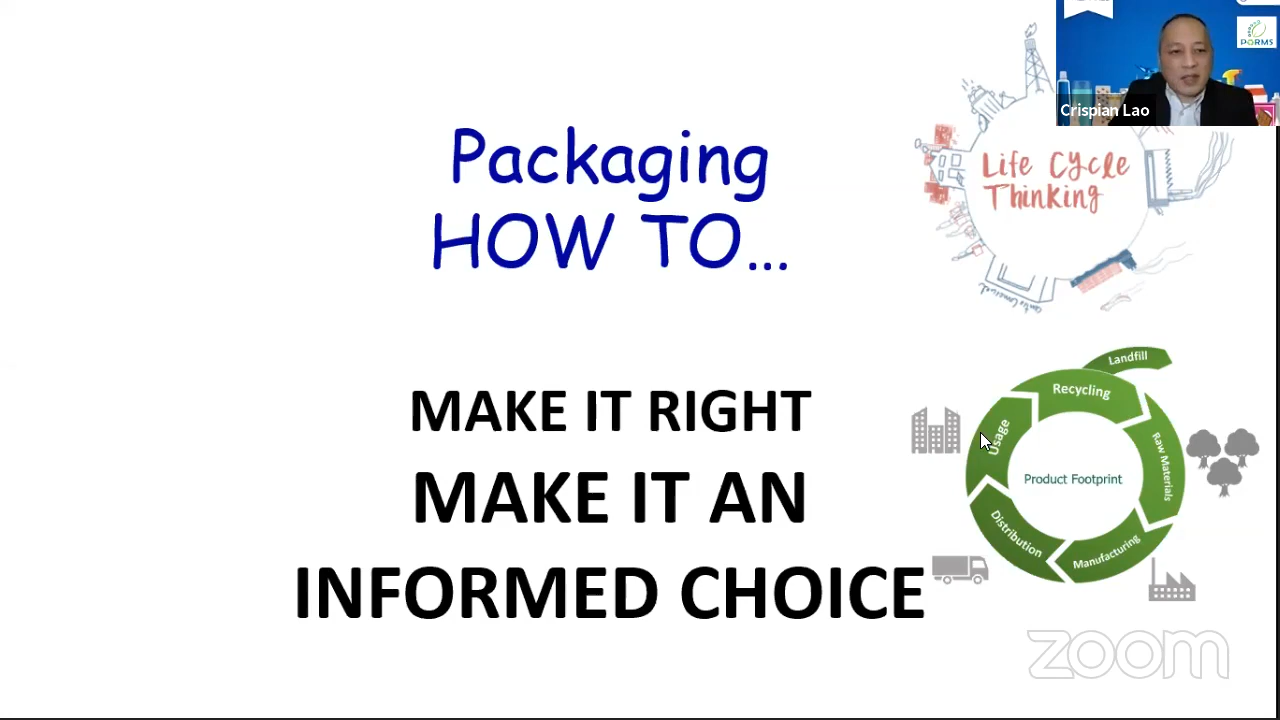 PORMS
Crispian Lao
Packaging
HOW TO...
Life Cycle
Thinking
MAKE IT RIGHT
MAKE IT AN
INFORMED CHOICE
Landfill
Recycling
Usage
Raw Materials
Product Footprint
Distribution
Manufacturing
zoom